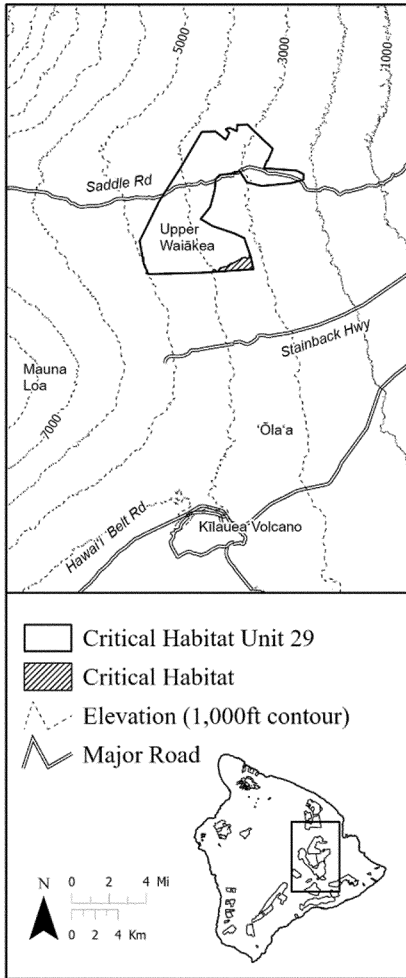 5000
3000
1000
Saddle Rd
Upper
Waiākea
Stainback Hwy
Mauna
Loa
7000
ʻŌlaʻa
Hawaiʻi Belt Rd
Kīlauea Volcano
Critical Habitat Unit 29
Critical Habitat
Elevation (1,000ft contour)
Major Road
N
0 2 4 Mi
0 2 4 Km